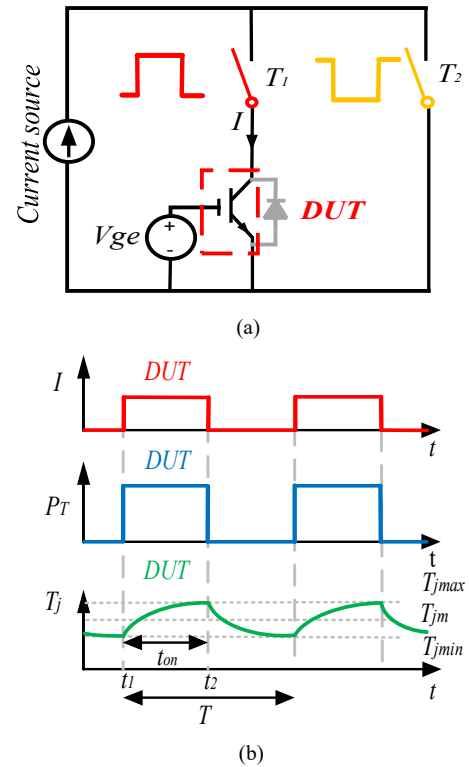 Current source
T1
T2
I
Vge
+
-
DUT
(a)
I
DUT
t
PT
DUT
t
DUT
Tjmax
Tj
Tjm
Tjmin
ton
t1
t2
t
T
(b)